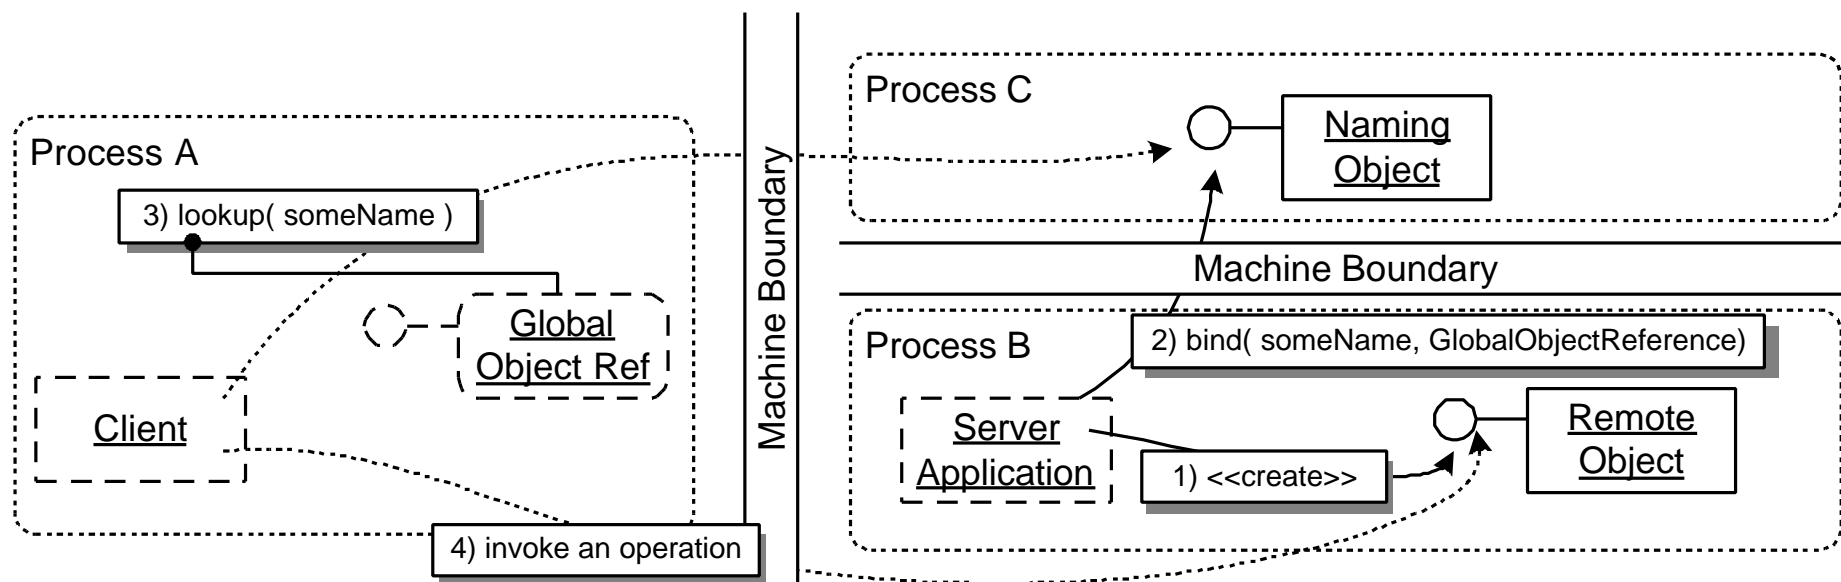 Process A
3) lookup( someName )
Global
Object Ref
Client
4) invoke an operation
Machine Boundary
Process C
Naming
Object
Machine Boundary
Process B
2) bind( someName, GlobalObjectReference)
Server
Application
1) <<create>>
Remote
Object